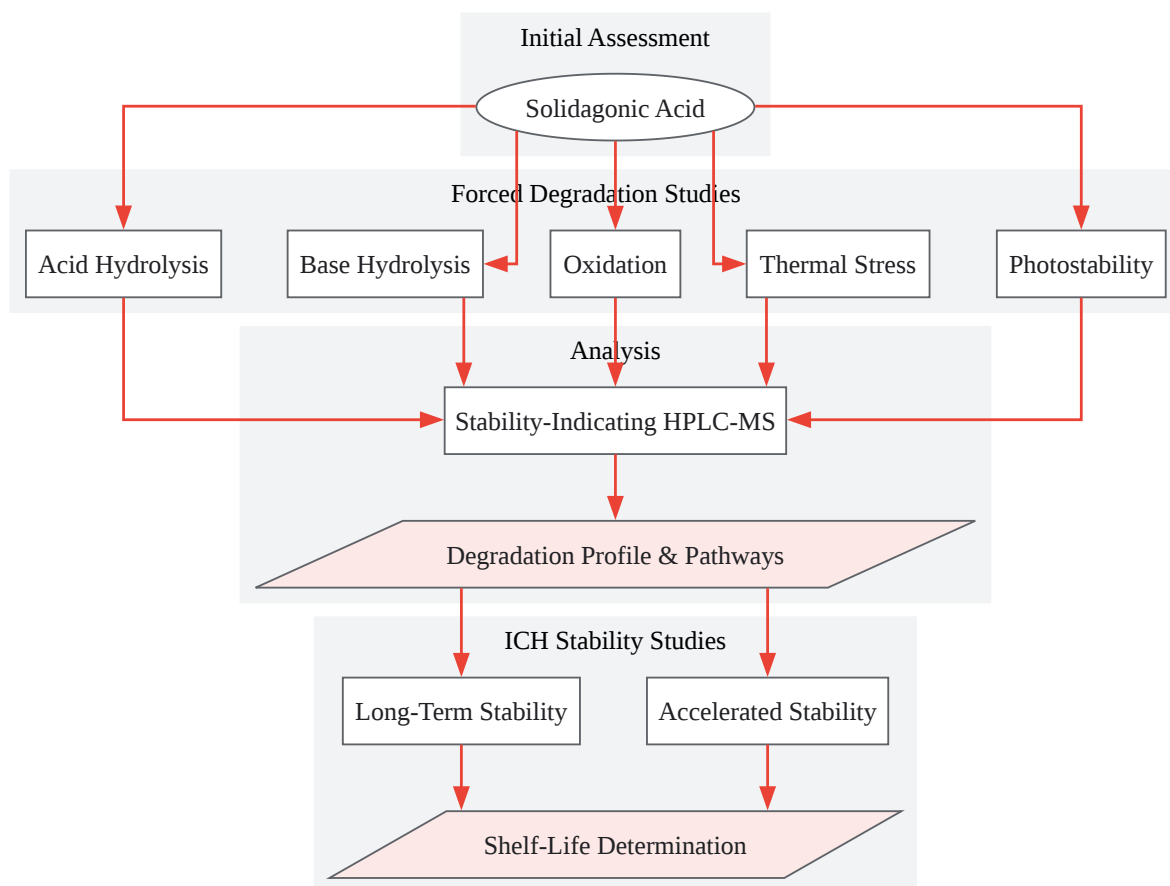 Initial Assessment
Solidagonic Acid
Forced Degradation Studies
Acid Hydrolysis
Base Hydrolysis
Oxidation
Thermal Stress
Photostability
Analysis
Stability-Indicating HPLC-MS
Degradation Profile & Pathways
ICH Stability Studies
Long-Term Stability
Accelerated Stability
Shelf-Life Determination